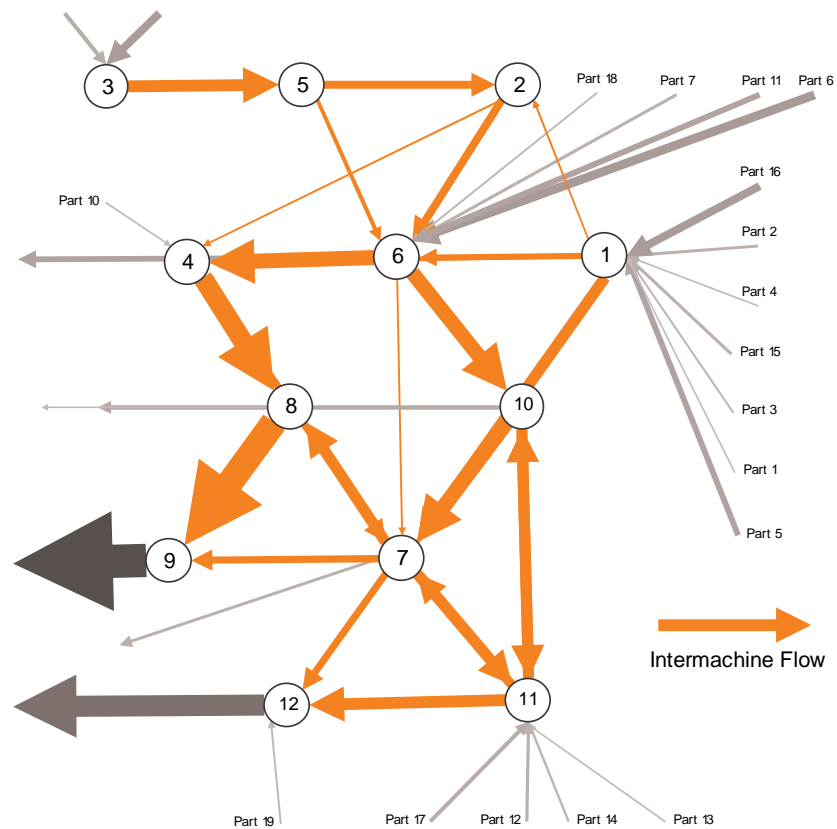 Part 18
Part 7
Part 11
Part 6
3
5
2
Part 16
Part 10
Part 2
4
6
1
Part 4
Part 15
8
10
Part 3
Part 1
Part 5
9
7
Intermachine Flow
12
11
Part 19
Part 17
Part 12
Part 14
Part 13